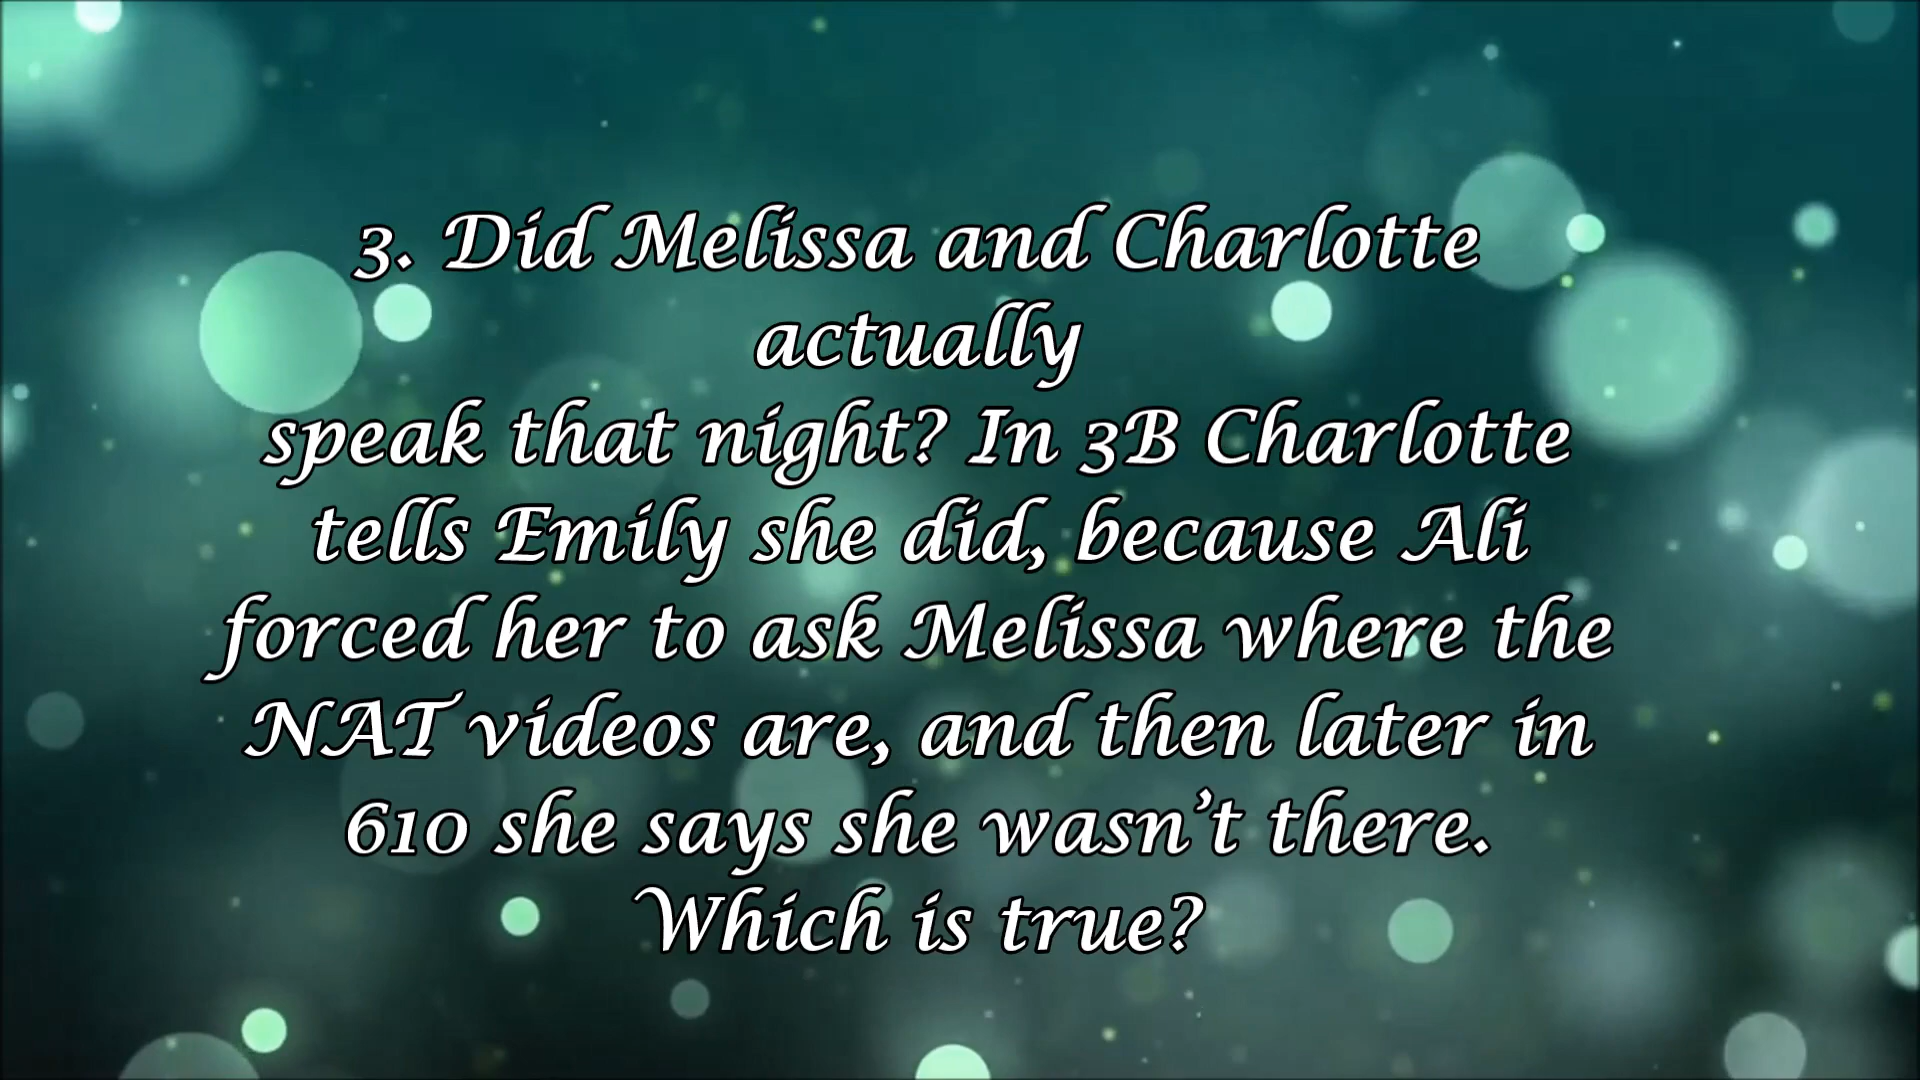 3. Did Melissa and Charlotte
actually
speak that night? In 3B Charlotte
tells Emily she did, because Ali
forced her to ask Melissa where the
NAT videos are, and then later in
610 she says she wasn’t there.
Which is true?